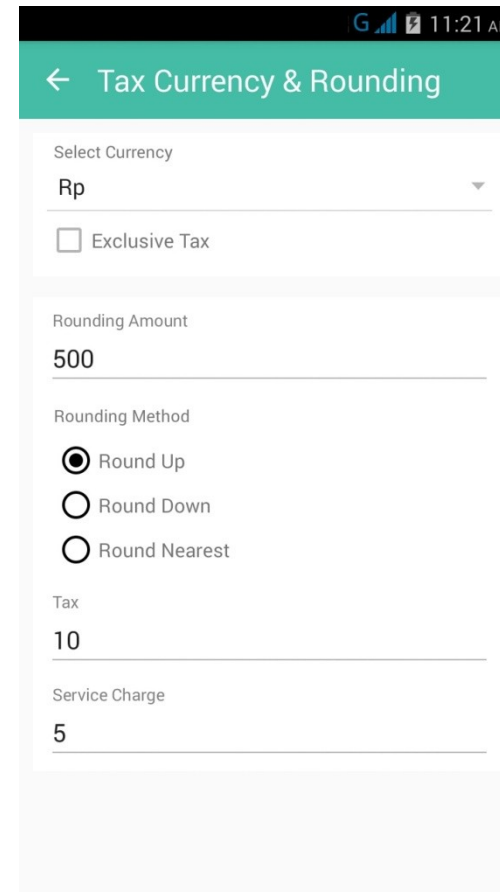 G 11:21 A
Tax Currency & Rounding
Select Currency
Rp
Exclusive Tax
Rounding Amount
500
Rounding Method
Round Up
Round Down
Round Nearest
Tax
10
Service Charge
5